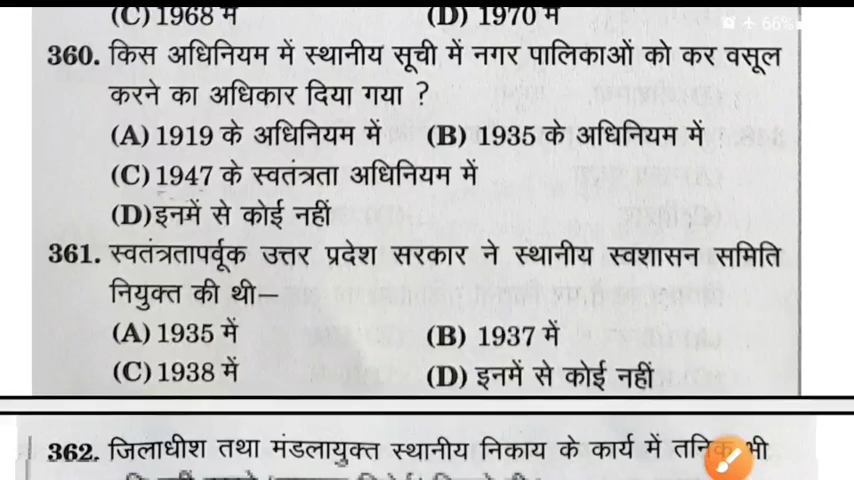 (C) 1968 में (D) 1970 में
66%
360. किस अधिनियम में स्थानीय सूची में नगर पालिकाओं को कर वसूल
करने का अधिकार दिया गया ?
(A) 1919 के अधिनियम में (B) 1935 के अधिनियम में
(C) 1947 के स्वतंत्रता अधिनियम में
(D) इनमें से कोई नहीं
361. स्वतंत्रतापर्वूक उत्तर प्रदेश सरकार ने स्थानीय स्वशासन समिति
नियुक्त की थी–
(A) 1935 में (B) 1937 में
(C) 1938 में (D) इनमें से कोई नहीं
362. जिलाधीश तथा मंडलायुक्त स्थानीय निकाय के कार्य में तनिक भी